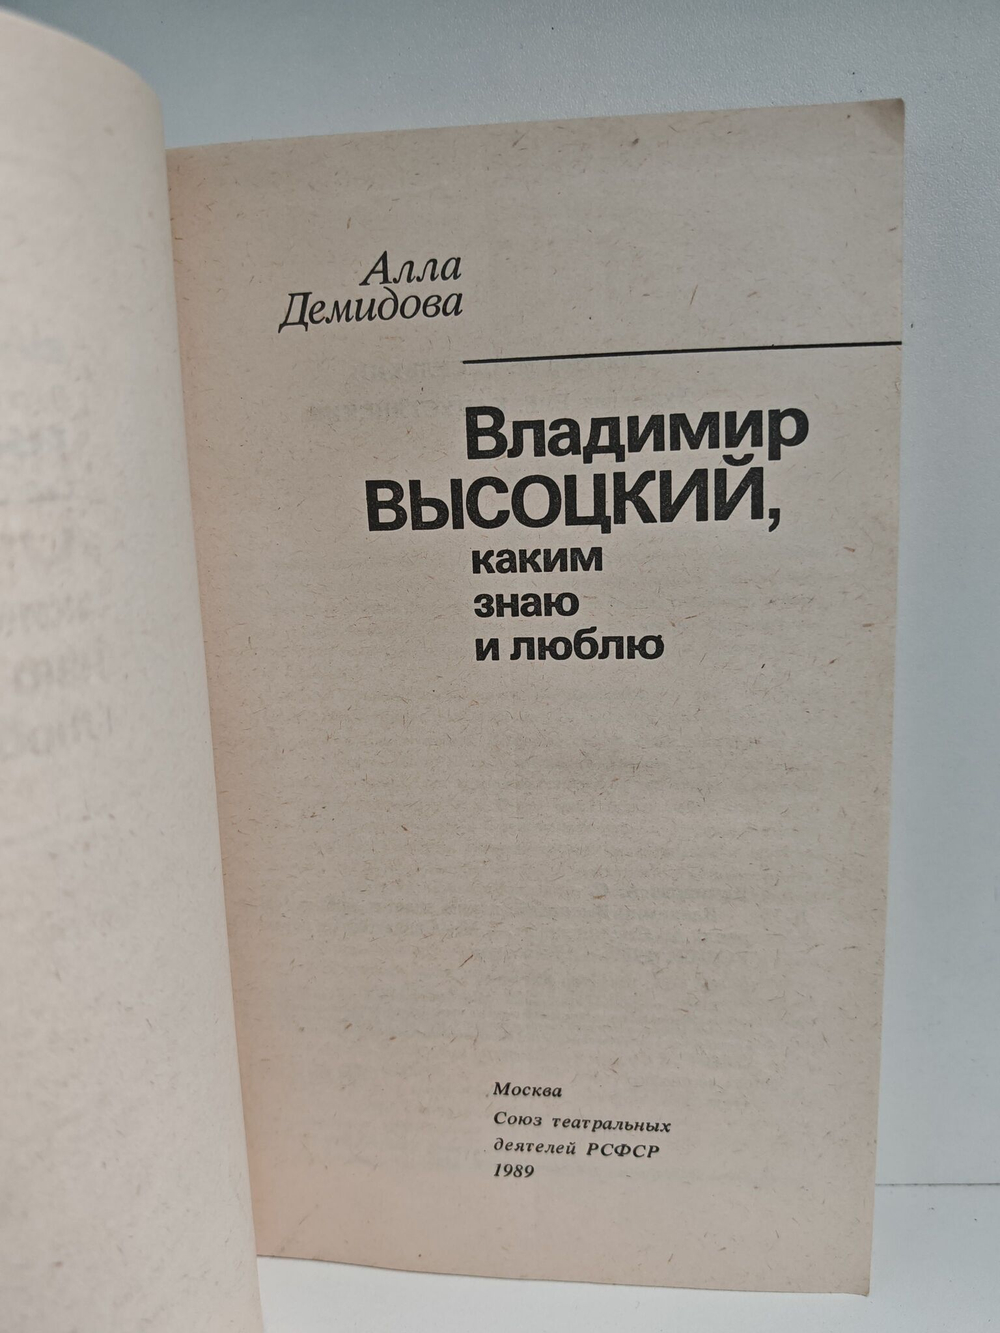 Алла
Демидова
Владимир
ВЫСОЦКИЙ,
каким
знаю
и люблю
Москва
Союз театральных
деятелей РСФСР
1989